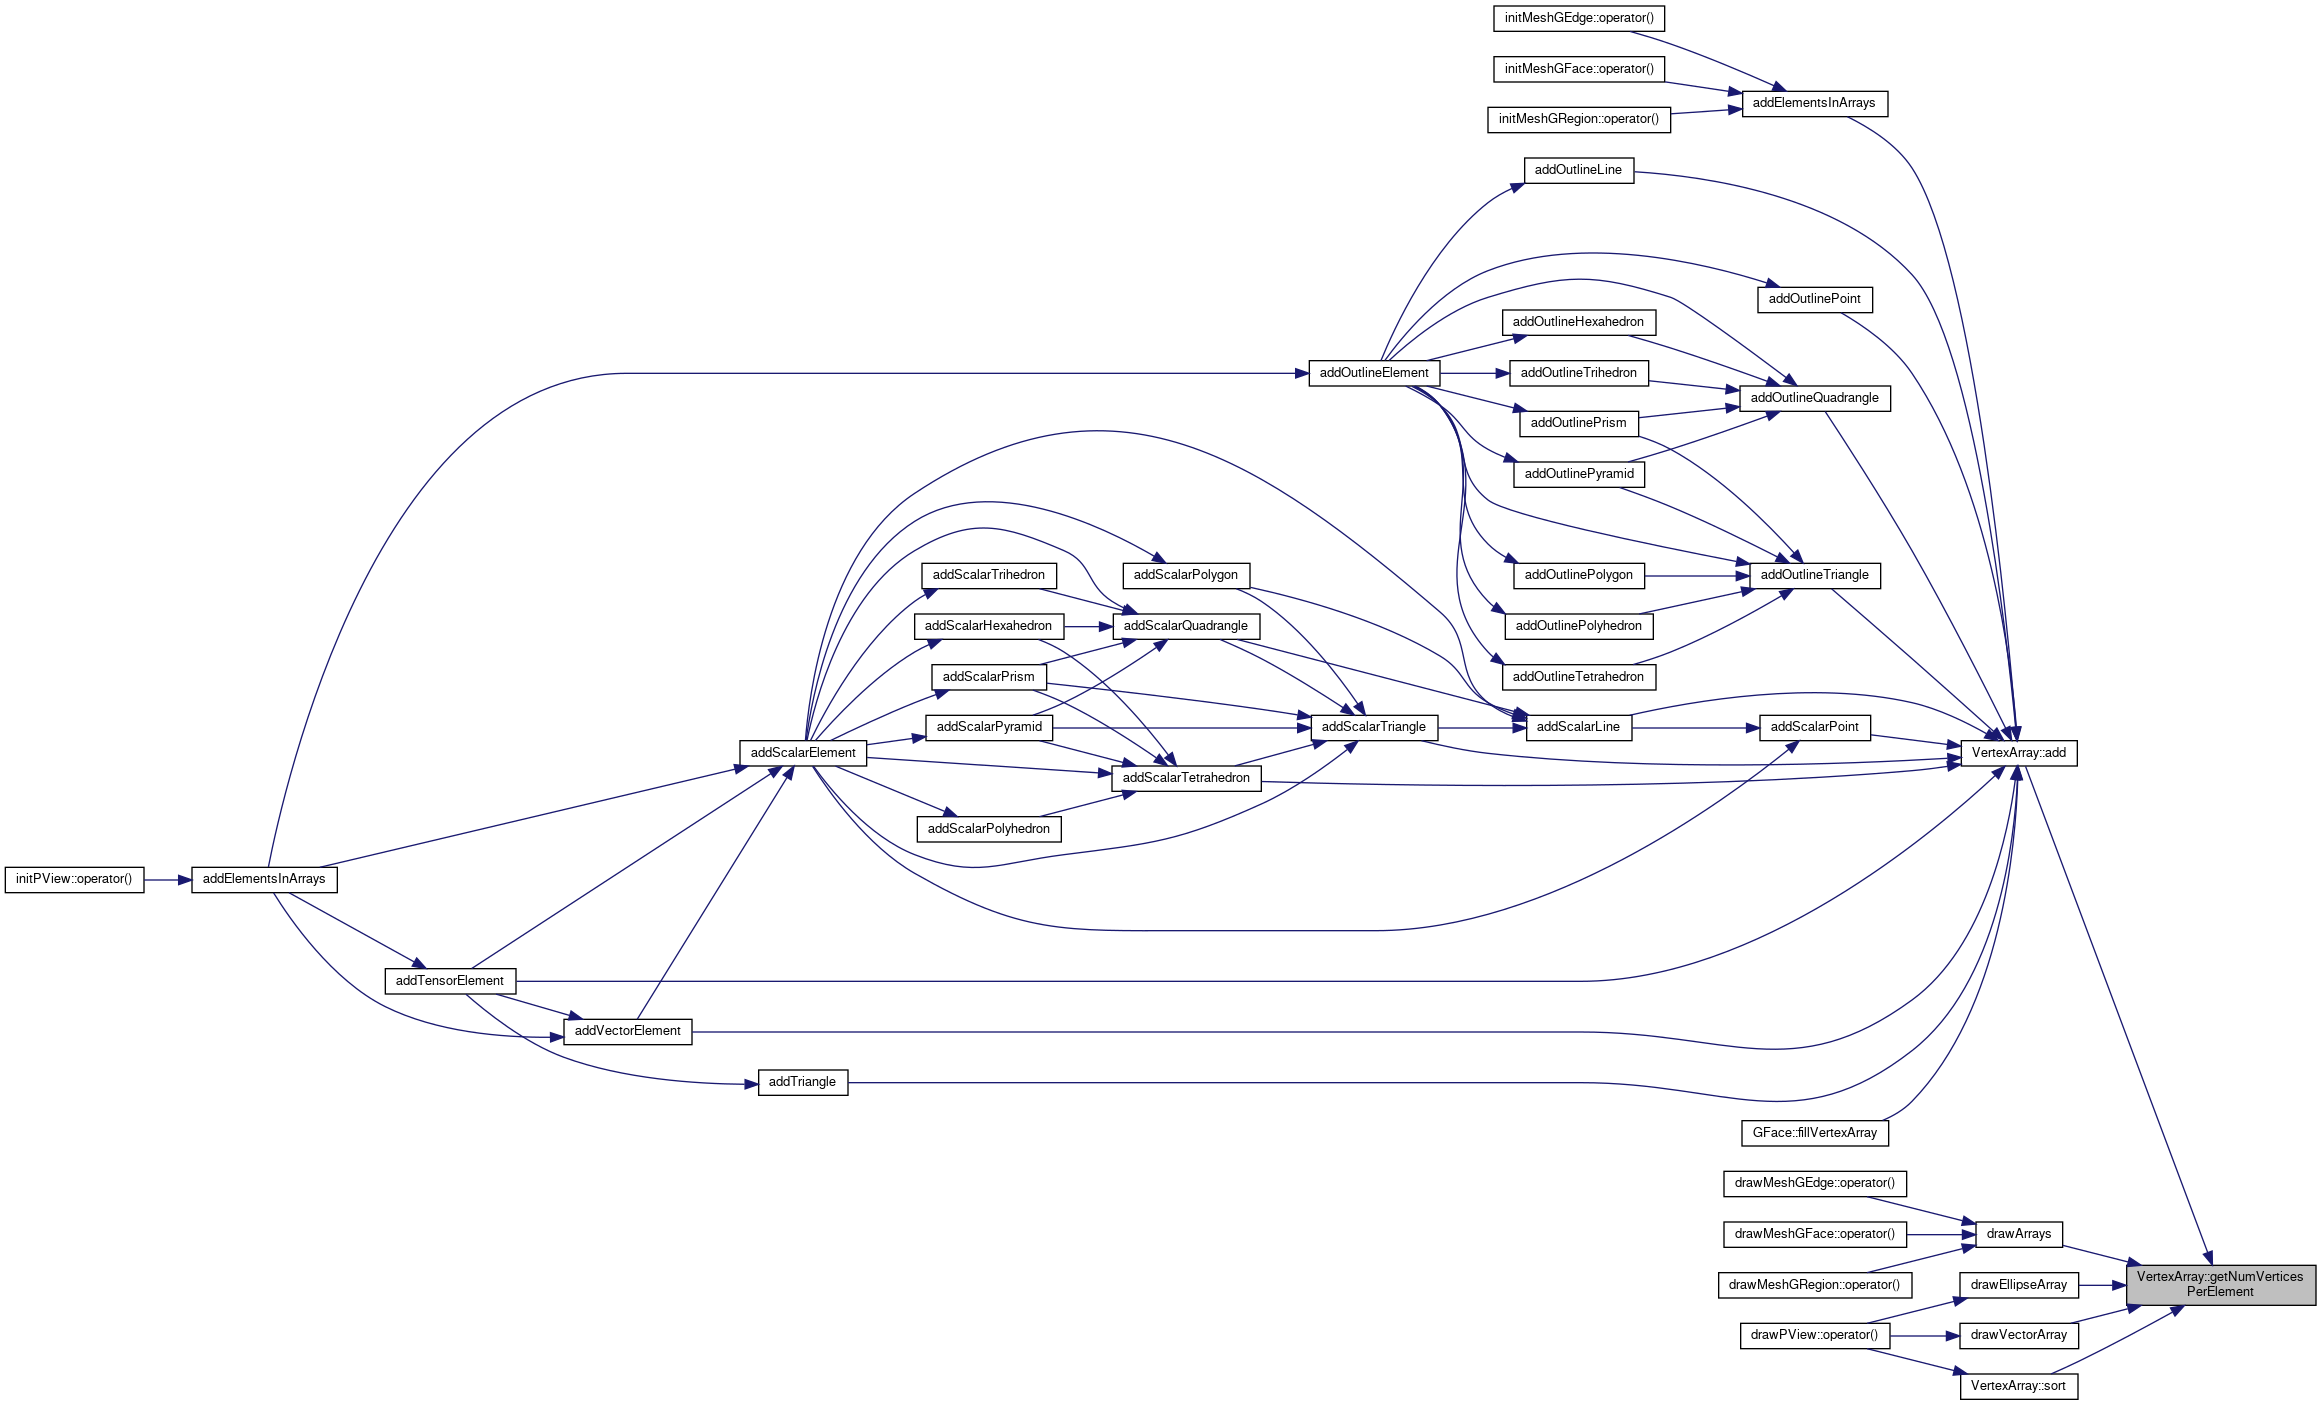 initMeshGEdge::operator()
initMeshGFace::operator()
addElementsInArrays
initMeshGRegion::operator()
addOutlineLine
addOutlinePoint
addOutlineHexahedron
addOutlineElement
addOutlineTrihedron
addOutlineQuadrangle
addOutlinePrism
addOutlinePyramid
addScalarTrihedron
addScalarPolygon
addOutlinePolygon
addOutlineTriangle
addScalarHexahedron
addScalarQuadrangle
addOutlinePolyhedron
addScalarPrism
addOutlineTetrahedron
addScalarPyramid
addScalarTriangle
addScalarLine
addScalarPoint
addScalarElement
VertexArray::add
addScalarTetrahedron
addScalarPolyhedron
initPView::operator()
addElementsInArrays
addTensorElement
addVectorElement
addTriangle
GFace::fillVertexArray
drawMeshGEdge::operator()
drawMeshGFace::operator()
drawArrays
drawMeshGRegion::operator()
drawEllipseArray
VertexArray::getNumVertices
PerElement
drawPView::operator()
drawVectorArray
VertexArray::sort